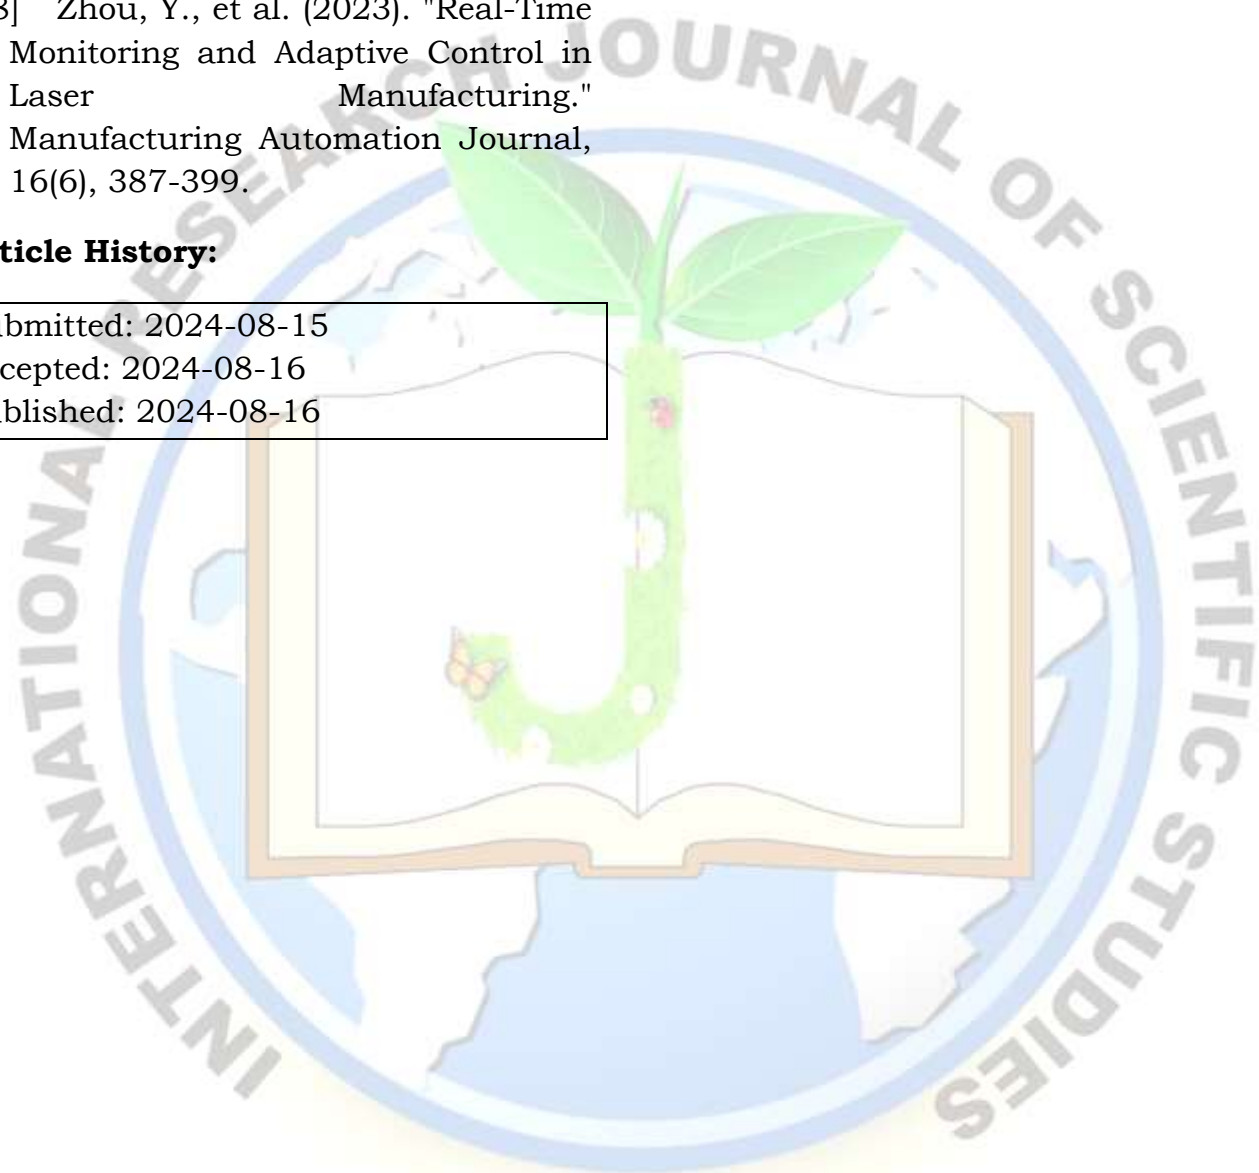 8] Zhou, Y., et al. (2023). "Real-Time
Monitoring and Adaptive Control in
Laser Manufacturing."
Manufacturing Automation Journal,
16(6), 387-399.
ticle History:
bmitted: 2024-08-15
cepted: 2024-08-16
blished: 2024-08-16
INTERNATIONAL RESEARCH JOURNAL OF SCIENTIFIC STUDIES